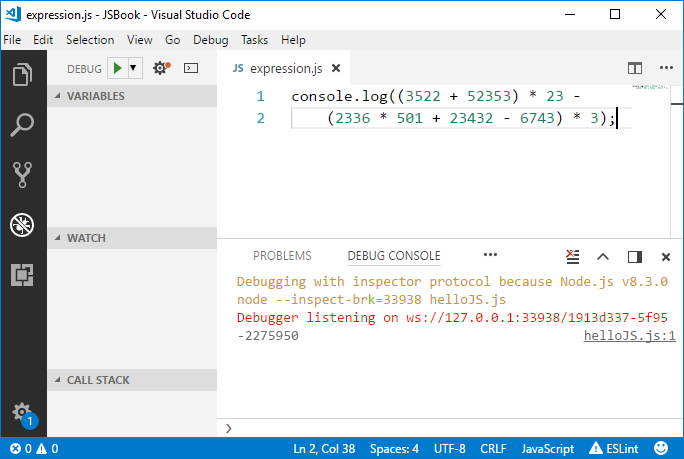 expression.js - JSBook - Visual Studio Code
File Edit Selection View Go Debug Tasks Help
DEBUG
JS expression.js
VARIABLES
1 console.log((3522 + 52353) * 23 -
2 (2336 * 501 + 23432 - 6743) * 3);
WATCH
PROBLEMS DEBUG CONSOLE
Debugging with inspector protocol because Node.js v8.3.0
node --inspect-brk=33938 helloJS.js
Debugger listening on ws://127.0.0.1:33938/1913d337-5f95
-2275950 helloJS.js:1
CALL STACK
1
0 0 Ln 2, Col 38 Spaces: 4 UTF-8 CRLF JavaScript ESLint